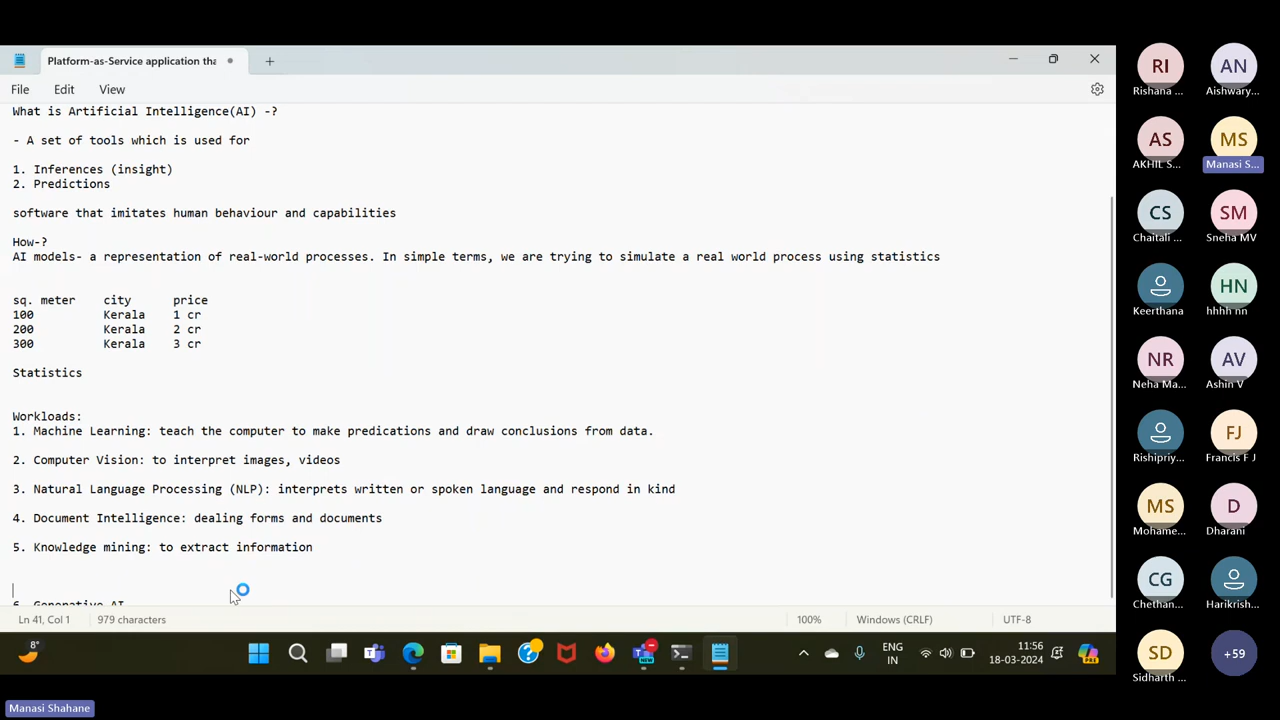 Platform-as-Service application tha
File Edit View
What is Artificial Intelligence(AI) -?
- A set of tools which is used for
1. Inferences (insight)
2. Predictions
software that imitates human behaviour and capabilities
How-?
AI models- a representation of real-world processes. In simple terms, we are trying to simulate a real world process using statistics
sq. meter city price
100 Kerala 1 cr
200 Kerala 2 cr
300 Kerala 3 cr
Statistics
Workloads:
1. Machine Learning: teach the computer to make predications and draw conclusions from data.
2. Computer Vision: to interpret images, videos
3. Natural Language Processing (NLP): interprets written or spoken language and respond in kind
4. Document Intelligence: dealing forms and documents
5. Knowledge mining: to extract information
6. Generative AI
Ln 41, Col 1 979 characters 100% Windows (CRLF) UTF-8
8°
NEW
ENG
IN
11:56
18-03-2024
PRE
Manasi Shahane
RI AN
Rishana ... Aishwary...
AS MS
AKHIL S... Manasi S...
CS SM
Chaitali ... Sneha MV
HN
Keerthana hhhh nn
NR AV
Neha Ma... Ashin V
FJ
Rishipriy... Francis F J
MS D
Mohame... Dharani
CG
Chethan... Harikrish...
SD +59
Sidharth ...